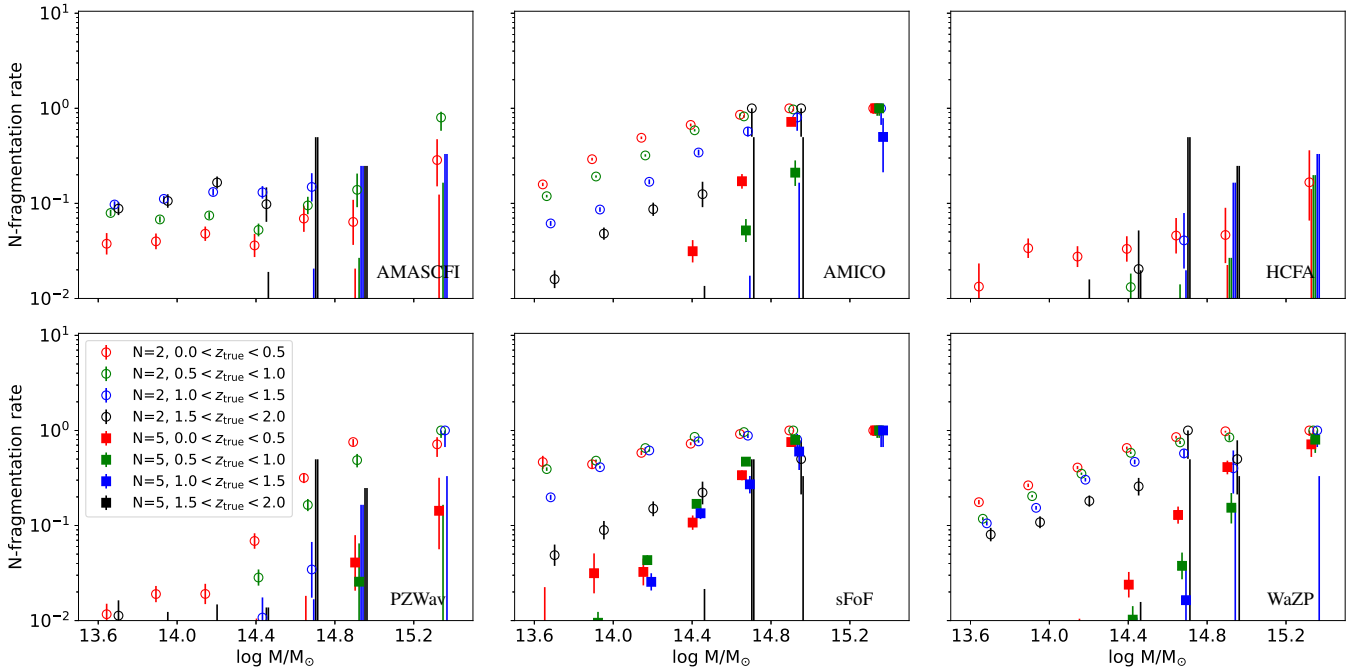 N-fragmentation rate
10¹
10⁰
10⁻¹
10⁻²
AMASCFI
AMICO
HCFA
N-fragmentation rate
10¹
10⁰
10⁻¹
10⁻²
N=2, 0.0 < z_true < 0.5
N=2, 0.5 < z_true < 1.0
N=2, 1.0 < z_true < 1.5
N=2, 1.5 < z_true < 2.0
N=5, 0.0 < z_true < 0.5
N=5, 0.5 < z_true < 1.0
N=5, 1.0 < z_true < 1.5
N=5, 1.5 < z_true < 2.0
PZWav
sFoF
WaZP
13.6 14.0 14.4 14.8 15.2
13.6 14.0 14.4 14.8 15.2
13.6 14.0 14.4 14.8 15.2
log M/M⊙
log M/M⊙
log M/M⊙